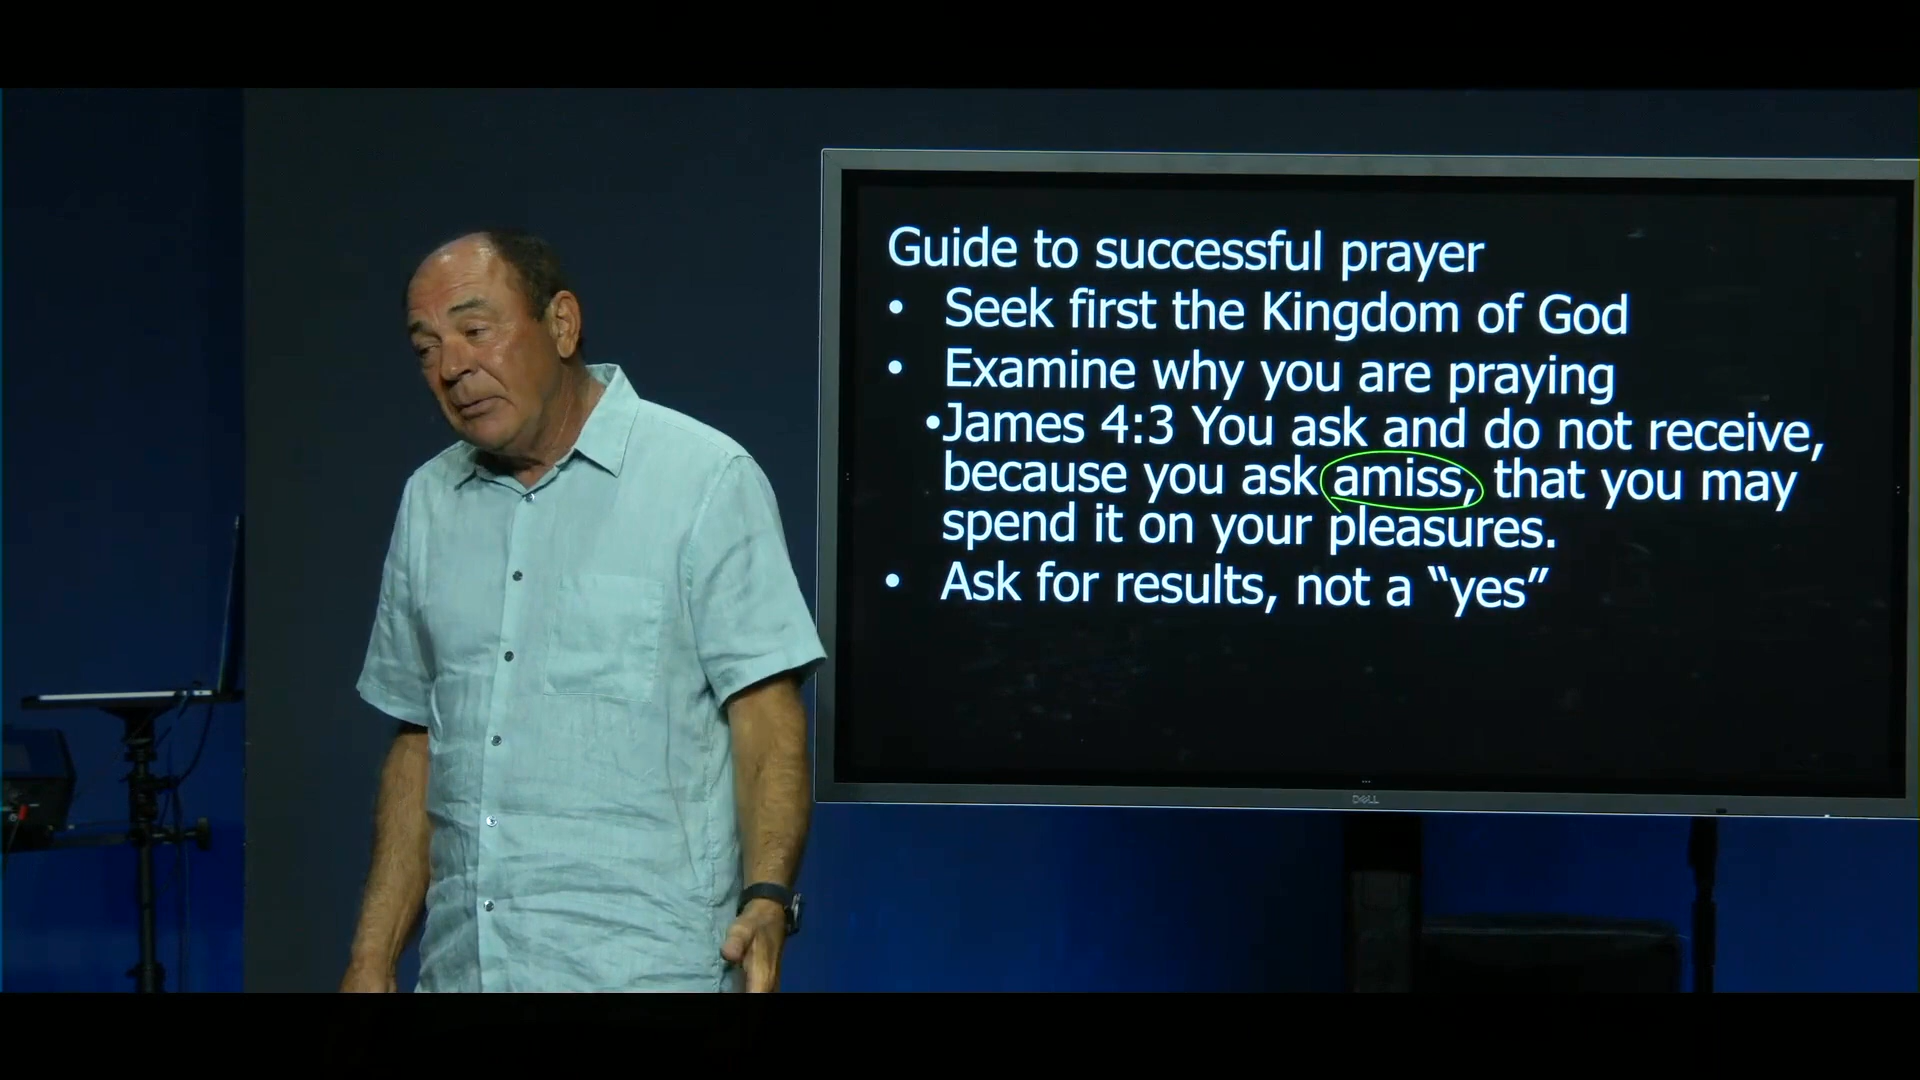 Guide to successful prayer
• Seek first the Kingdom of God
• Examine why you are praying
•James 4:3 You ask and do not receive,
because you ask amiss, that you may
spend it on your pleasures.
• Ask for results, not a “yes”
DELL